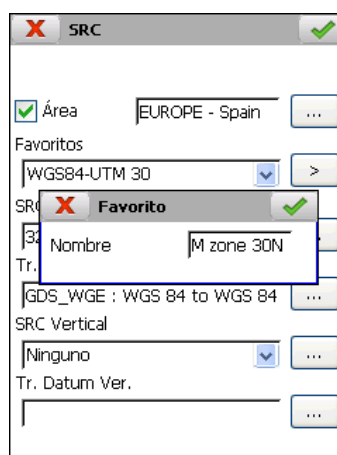 SRC
Área
EUROPE - Spain
...
Favoritos
WGS84-UTM 30
>
SR
Favorito
Nombre
M zone 30N
Tr.
GDS_WGE : WGS 84 to WGS 84
...
SRC Vertical
Ninguno
...
Tr. Datum Ver.
...